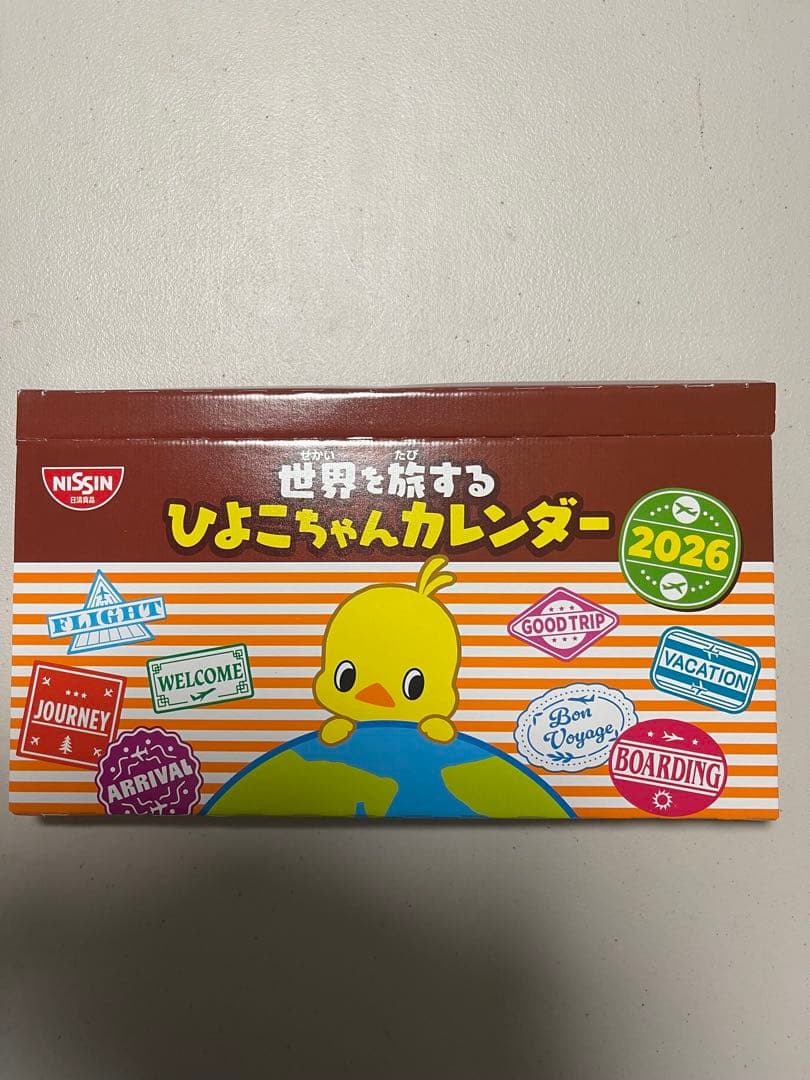 せかい たび
世界を旅する
ひよこちゃんカレンダー
NISSIN
日清食品
2026
FLIGHT
WELCOME
JOURNEY
ARRIVAL
GOOD TRIP
VACATION
Bon
Voyage
BOARDING